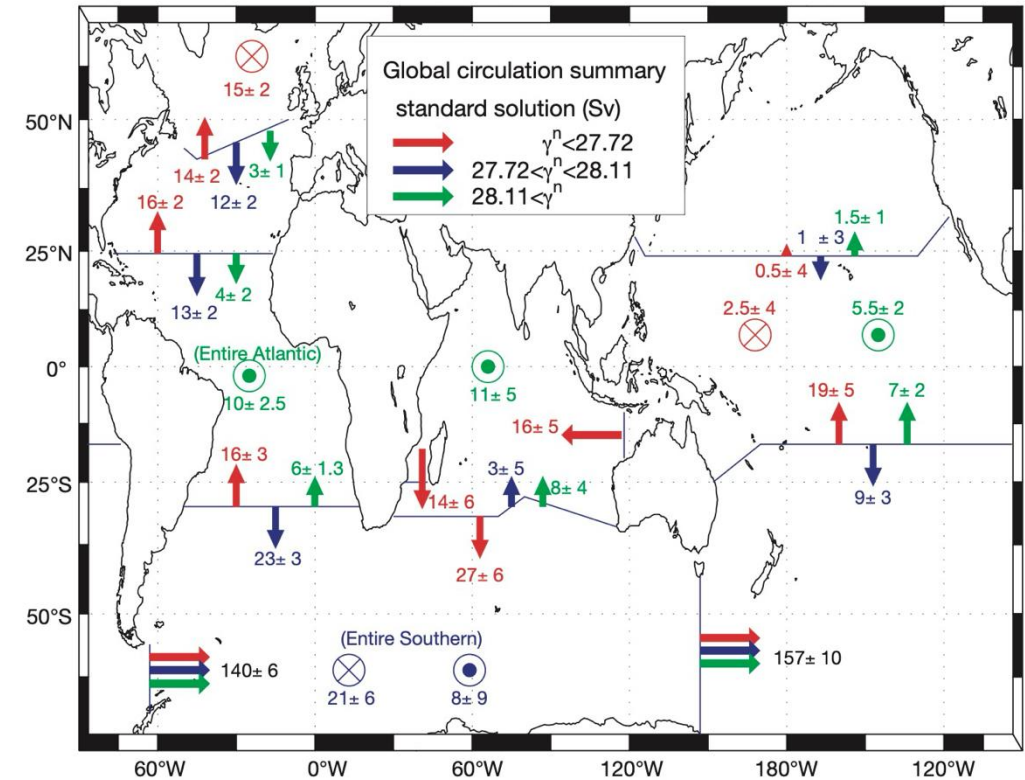 Global circulation summary
standard solution (Sv)
γⁿ<27.72
27.72<γⁿ<28.11
28.11<γⁿ
15± 2
50°N
14± 2
12± 2
3± 1
16± 2
1.5± 1
1 ± 3
25°N
0.5± 4
13± 2
4± 2
2.5± 4
5.5± 2
(Entire Atlantic)
0°
10± 2.5
11± 5
19± 5
7± 2
16± 5
16± 3
6± 1.3
3± 5
25°S
8± 4
14± 6
9± 3
23± 3
27± 6
50°S
(Entire Southern)
140± 6
157± 10
21± 6
8± 9
60°W
0°W
60°W
120°W
180°W
120°W